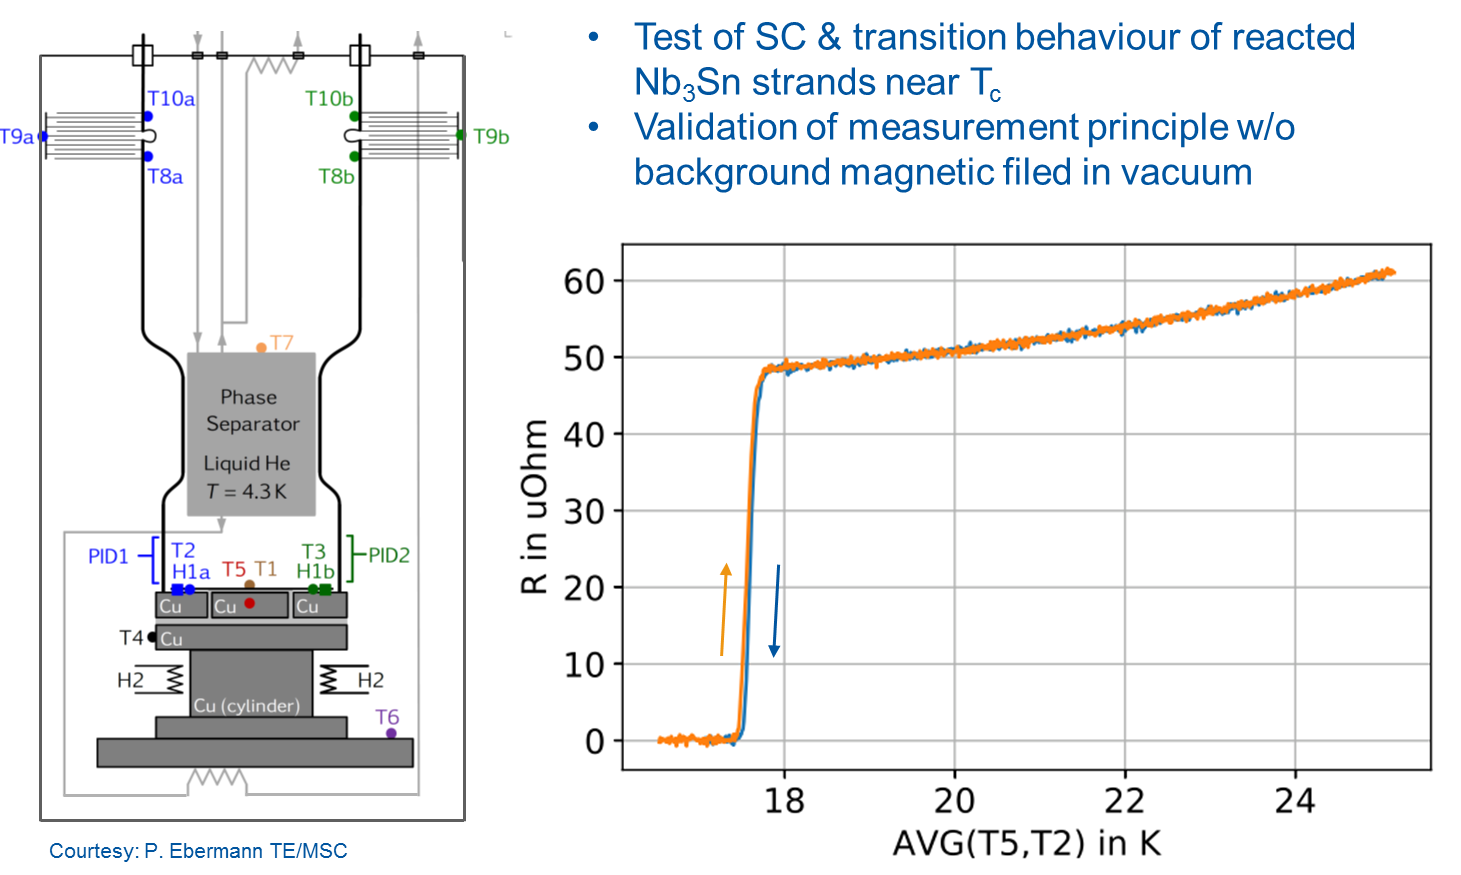 • Test of SC & transition behaviour of reacted
Nb₃Sn strands near Tc
• Validation of measurement principle w/o
background magnetic filed in vacuum
T10a
T10b
T9a
T9b
T8a
T8b
T7
Phase
Separator
Liquid He
T = 4.3 K
PID1
T2
H1a
T5
T1
T3
H1b
PID2
Cu
Cu
Cu
T4
Cu
H2
H2
Cu (cylinder)
T6
Courtesy: P. Ebermann TE/MSC
60
50
40
30
20
10
0
R in uOhm
18
20
22
24
AVG(T5,T2) in K